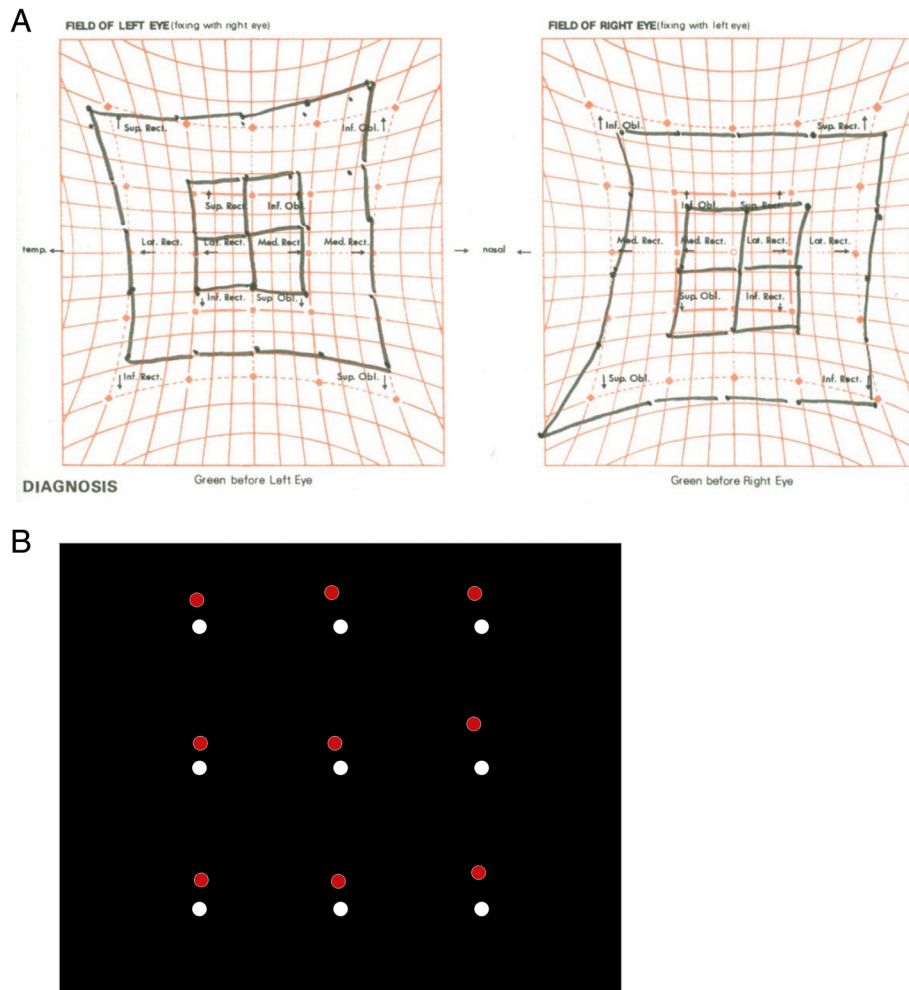 A
FIELD OF LEFT EYE (fixing with right eye)
FIELD OF RIGHT EYE (fixing with left eye)
Sup. Rect. Inf. Obl.
Inf. Obl. Sup. Rect.
Sup. Rect. Inf. Obl.
Inf. Obl Sup. Rect.
temp. Lat. Rect. Lat. Rect. Med. Rect. Med. Rect. nasal Med. Rect. Med. Rect. Lat. Rect. Lat. Rect.
Inf. Rect. Sup Obl.
Sup. Obl Inf. Rect.
Inf. Rect. Sup. Obl.
Sup. Obl. Inf. Rect.
DIAGNOSIS
Green before Left Eye
Green before Right Eye
B